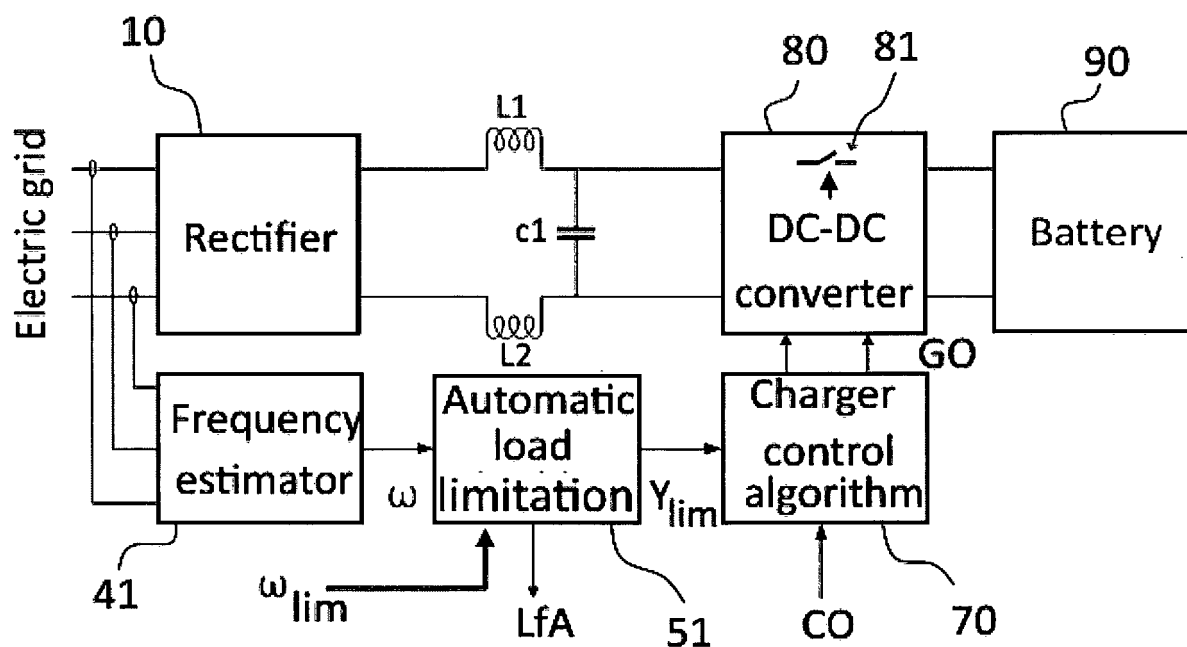 10
80
81
90
L1
Electric grid
Rectifier
c1
DC-DC
converter
Battery
L2
GO
Frequency
estimator
ω
Automatic
load
limitation
Ylim
Charger
control
algorithm
41
ωlim
LfA
51
CO
70